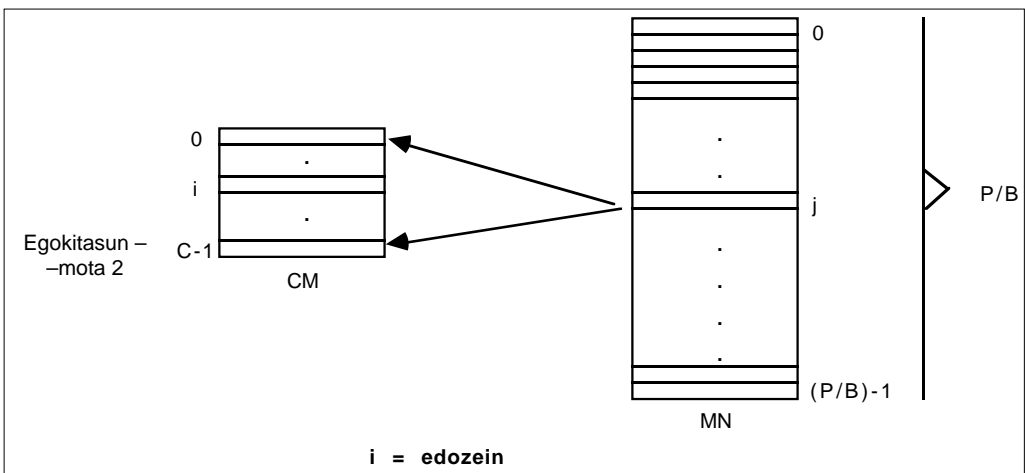 0
0
i
j
P/B
Egokitasun –
–mota 2
C-1
CM
(P/B)-1
MN
i = edozein